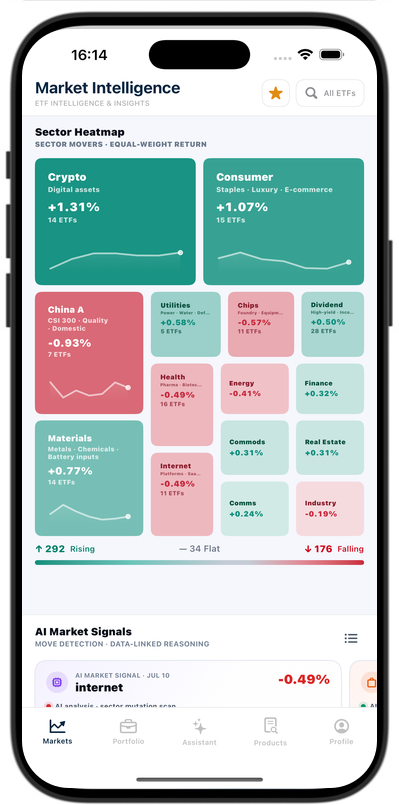 16:14
Market Intelligence
ETF INTELLIGENCE & INSIGHTS
All ETFs
Sector Heatmap
SECTOR MOVERS · EQUAL-WEIGHT RETURN
Crypto
Digital assets
+1.31%
14 ETFs
Consumer
Staples · Luxury · E-commerce
+1.07%
15 ETFs
China A
CSI 300 · Quality
· Domestic
-0.93%
7 ETFs
Utilities
Power · Water · Def...
+0.58%
5 ETFs
Chips
Foundry · Equipm...
-0.57%
11 ETFs
Dividend
High-yield · Inco...
+0.50%
28 ETFs
Health
Pharma · Biotec...
-0.49%
16 ETFs
Energy
-0.41%
Finance
+0.32%
Materials
Metals · Chemicals ·
Battery inputs
+0.77%
14 ETFs
Internet
Platforms · Saa...
-0.49%
11 ETFs
Commods
+0.31%
Real Estate
+0.31%
Comms
+0.24%
Industry
-0.19%
↑ 292 Rising
— 34 Flat
↓ 176 Falling
AI Market Signals
MOVE DETECTION · DATA-LINKED REASONING
AI MARKET SIGNAL · JUL 10
internet
-0.49%
AI analysis · sector mutation scan
Markets
Portfolio
Assistant
Products
Profile